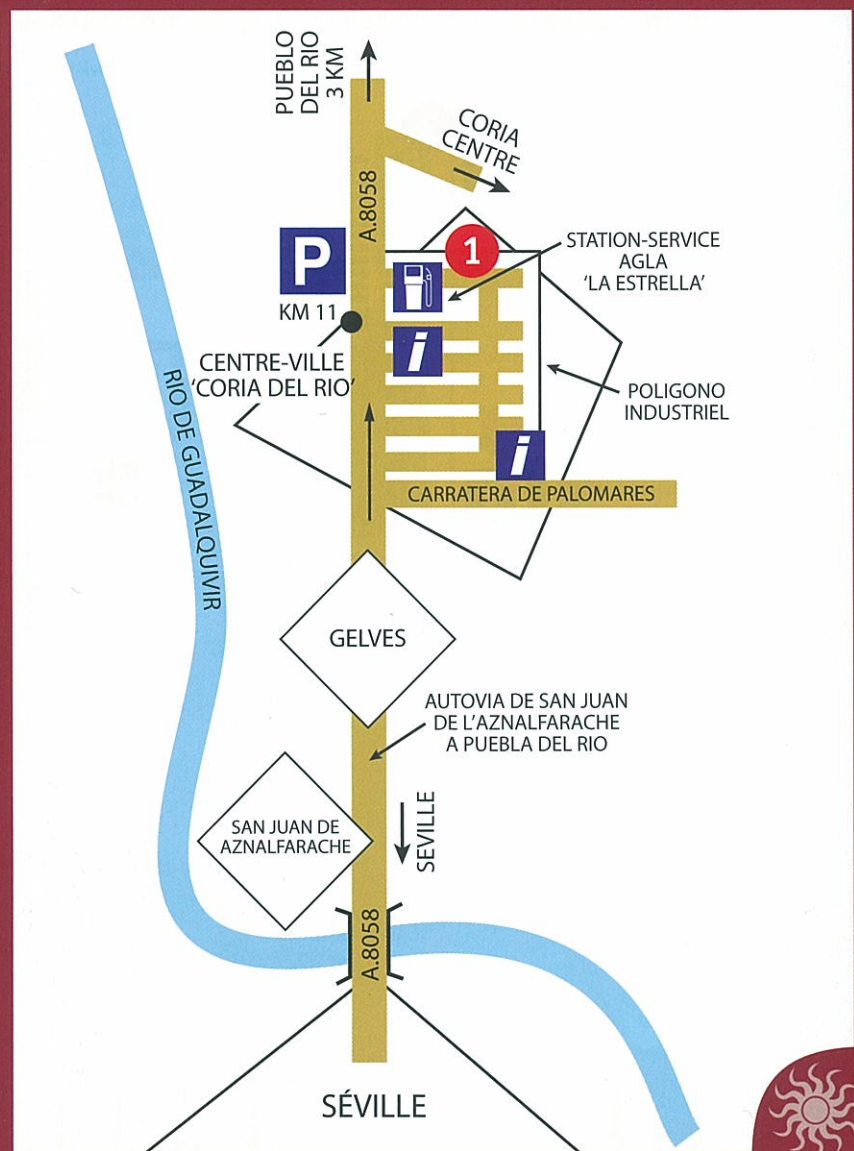 PUEBLO
DEL RIO
3 KM
CORIA
CENTRE
A.8058
1
P
STATION-SERVICE
AGLA
'LA ESTRELLA'
KM 11
i
CENTRE-VILLE
'CORIA DEL RIO'
POLIGONO
INDUSTRIEL
RIO DE GUADALQUIVIR
i
CARRATERA DE PALOMARES
GELVES
AUTOVIA DE SAN JUAN
DE L'AZNALFARACHE
A PUEBLA DEL RIO
SEVILLE
SAN JUAN DE
AZNALFARACHE
A.8058
SÉVILLE